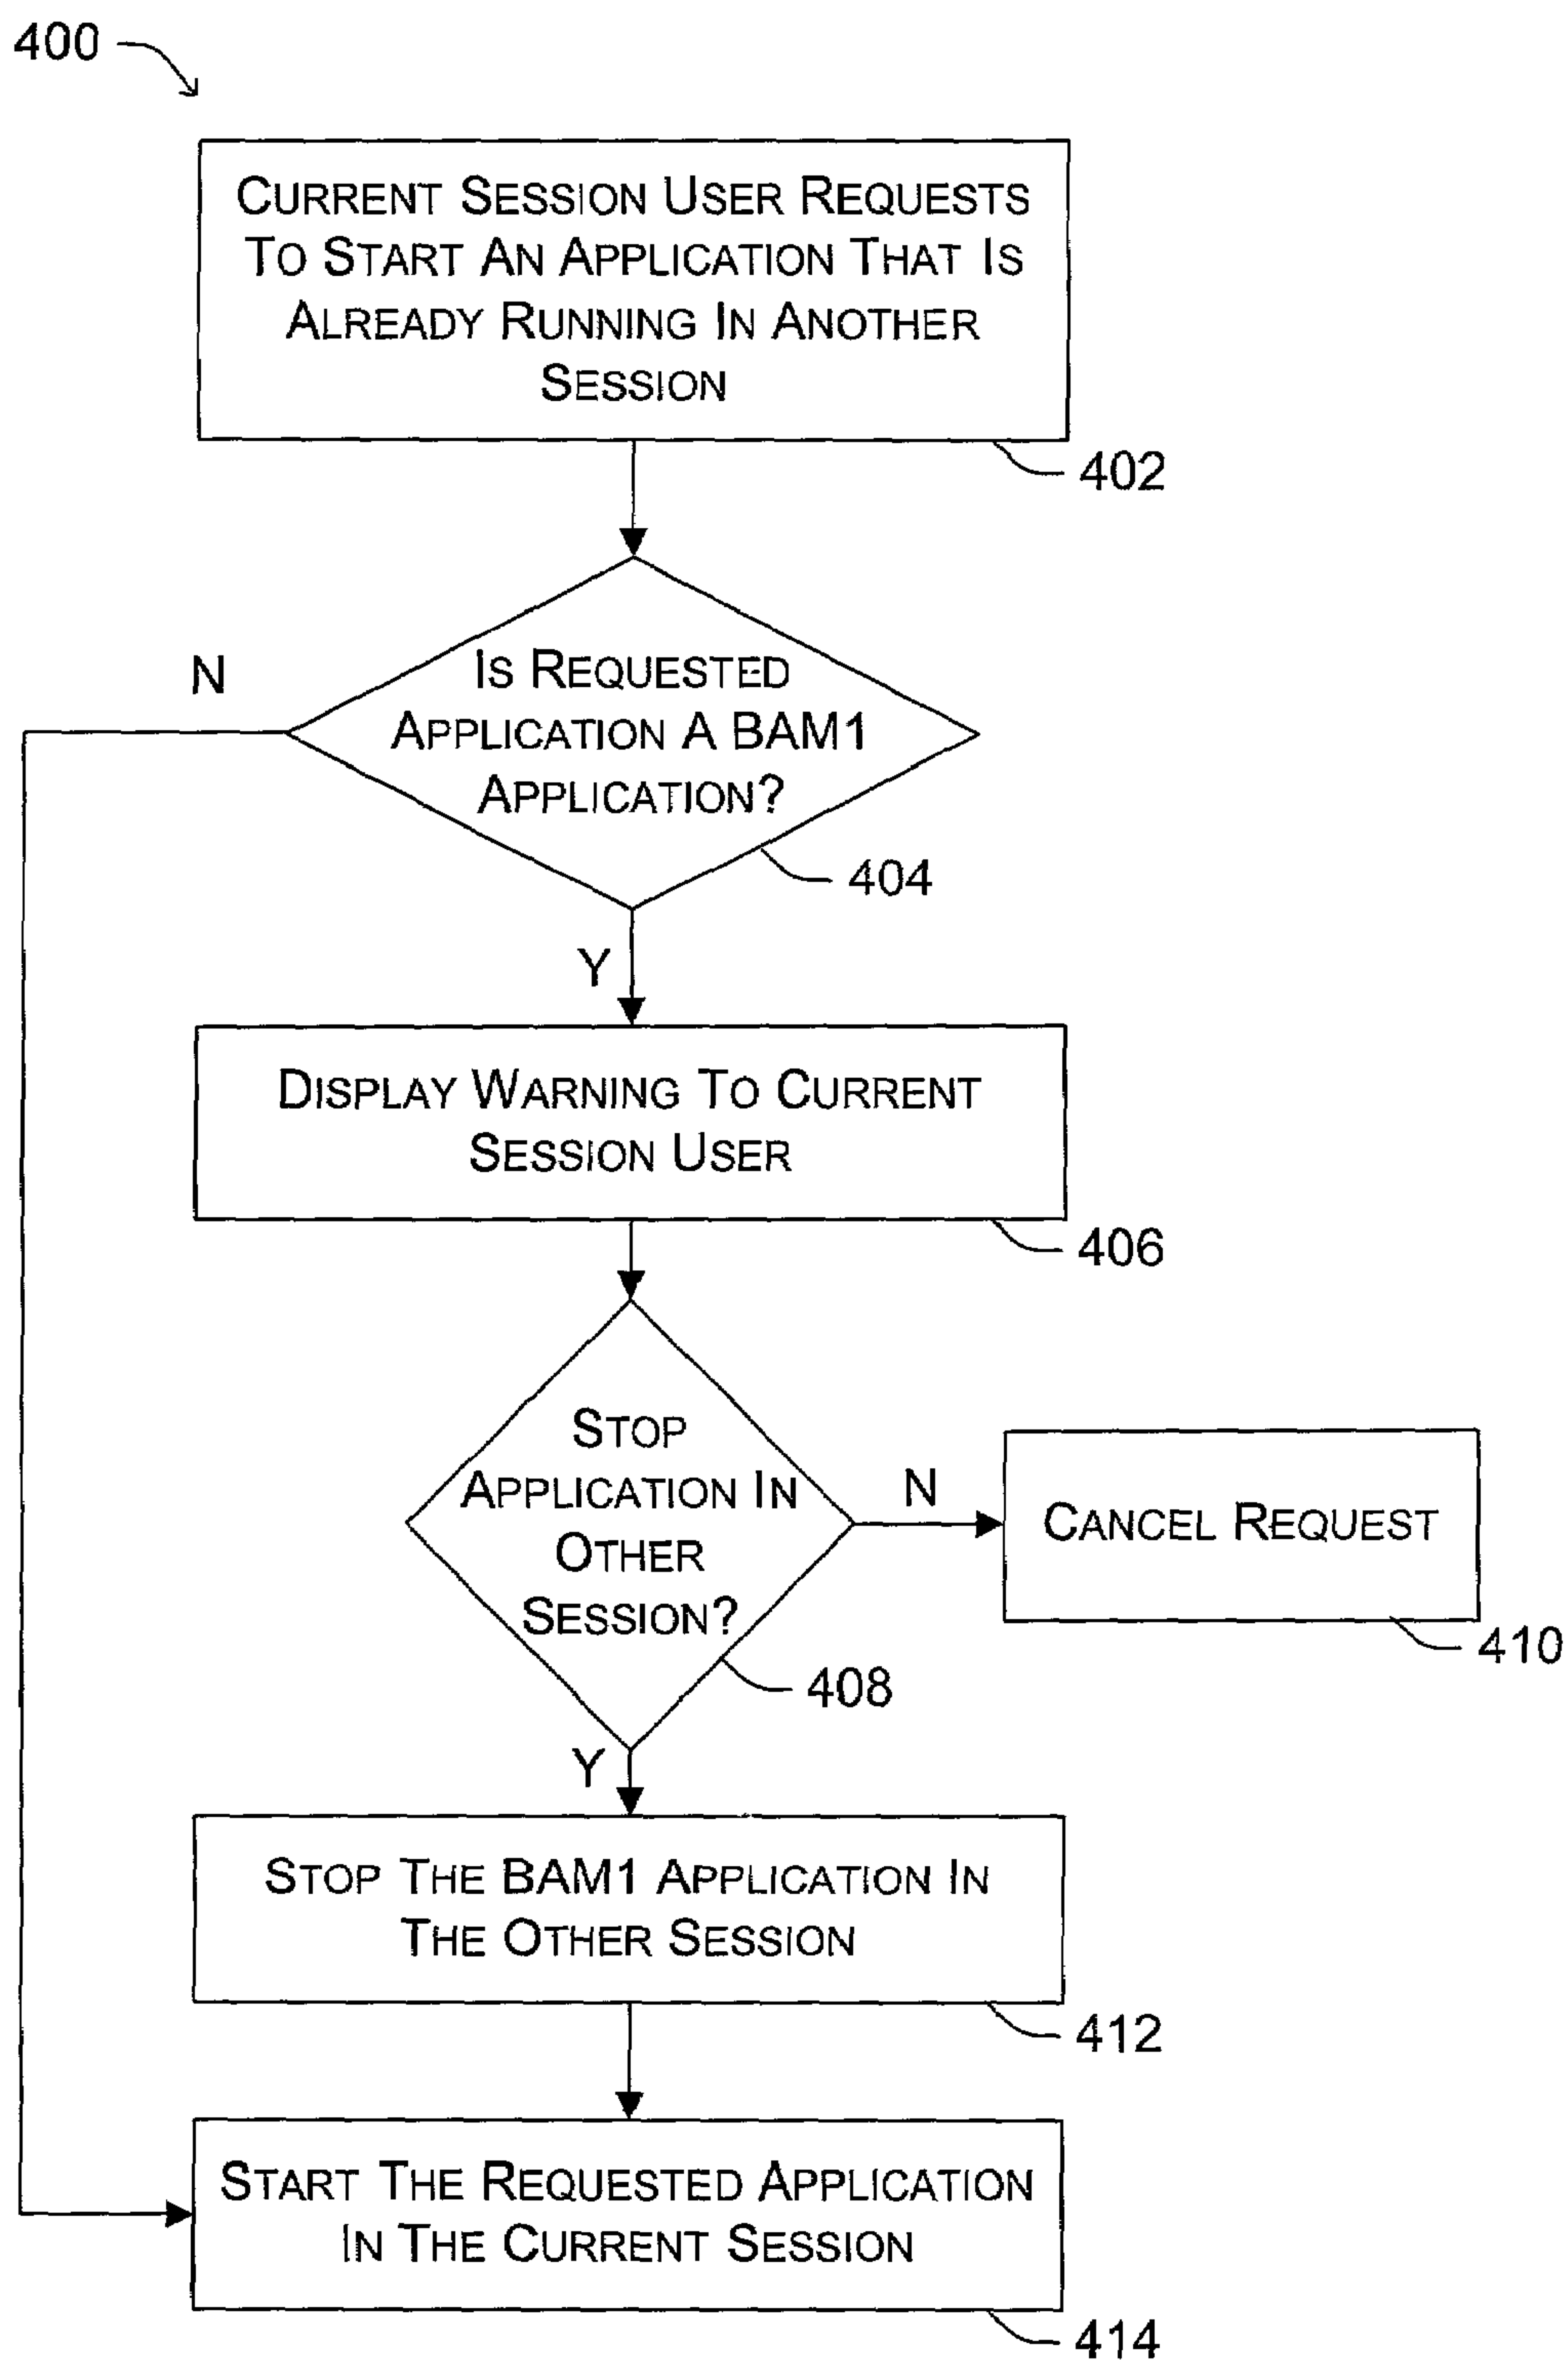 400
CURRENT SESSION USER REQUESTS
TO START AN APPLICATION THAT IS
ALREADY RUNNING IN ANOTHER
SESSION
402
IS REQUESTED
APPLICATION A BAM1
APPLICATION?
N
404
Y
DISPLAY WARNING TO CURRENT
SESSION USER
406
STOP
APPLICATION IN
OTHER
SESSION?
N
CANCEL REQUEST
410
408
Y
STOP THE BAM1 APPLICATION IN
THE OTHER SESSION
412
START THE REQUESTED APPLICATION
IN THE CURRENT SESSION
414